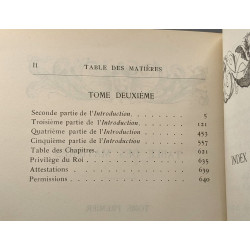 II TABLE DES MATIÈRES
TOME DEUXIÈME
Seconde partie de l'Introduction. 5
Troisième partie de l'Introduction 121
Quatrième partie de l'Introduction 453
Cinquième partie de l'Introduction 557
Table des Chapitres. 621
Privilège du Roi 635
Attestations 639
Permissions 640
INDEX